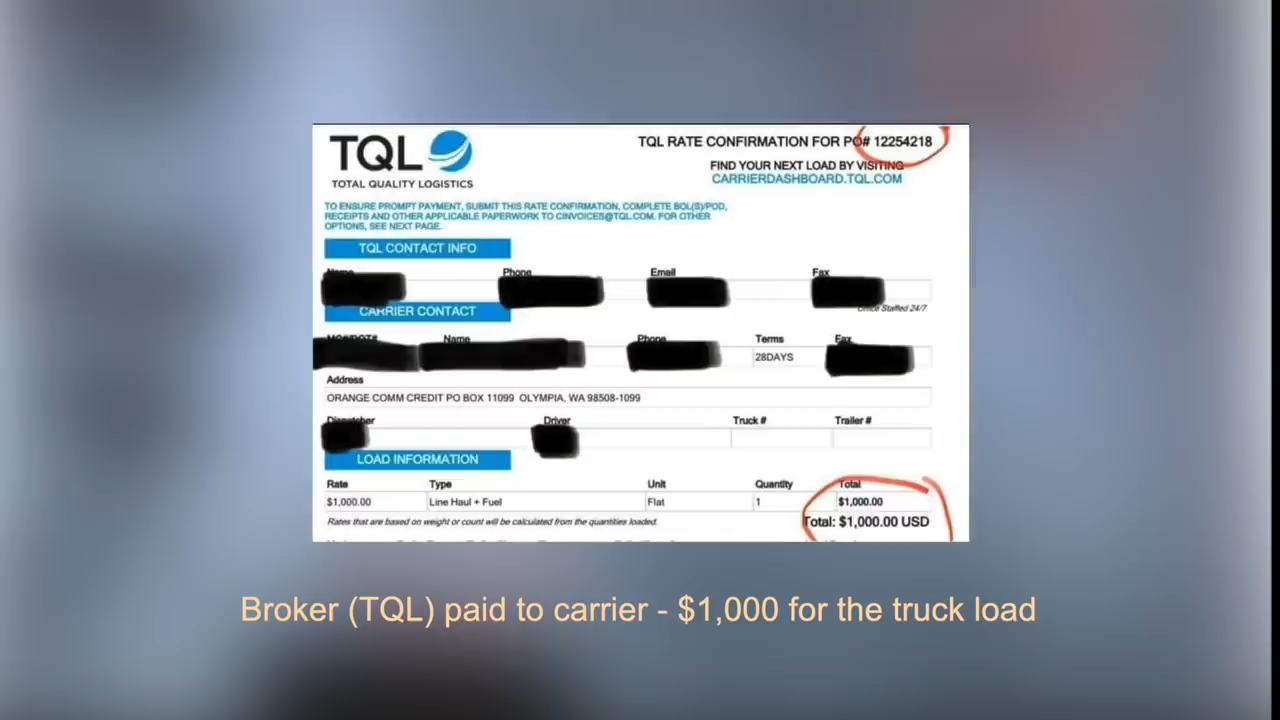 TQL
TOTAL QUALITY LOGISTICS
TQL RATE CONFIRMATION FOR PO# 12254218
FIND YOUR NEXT LOAD BY VISITING
CARRIERDASHBOARD.TQL.COM
TO ENSURE PROMPT PAYMENT, SUBMIT THIS RATE CONFIRMATION, COMPLETE BOL(S)/POD,
RECEIPTS AND OTHER APPLICABLE PAPERWORK TO CINVOICES@TQL.COM. FOR OTHER
OPTIONS, SEE NEXT PAGE.
TQL CONTACT INFO
Name Phone Email Fax
Office Staffed 24/7
CARRIER CONTACT
MC#/DOT# Name Phone Terms Fax
28DAYS
Address
ORANGE COMM CREDIT PO BOX 11099 OLYMPIA, WA 98508-1099
Dispatcher Driver Truck # Trailer #
LOAD INFORMATION
Rate Type Unit Quantity Total
$1,000.00 Line Haul + Fuel Flat 1 $1,000.00
Rates that are based on weight or count will be calculated from the quantities loaded. Total: $1,000.00 USD
Broker (TQL) paid to carrier - $1,000 for the truck load